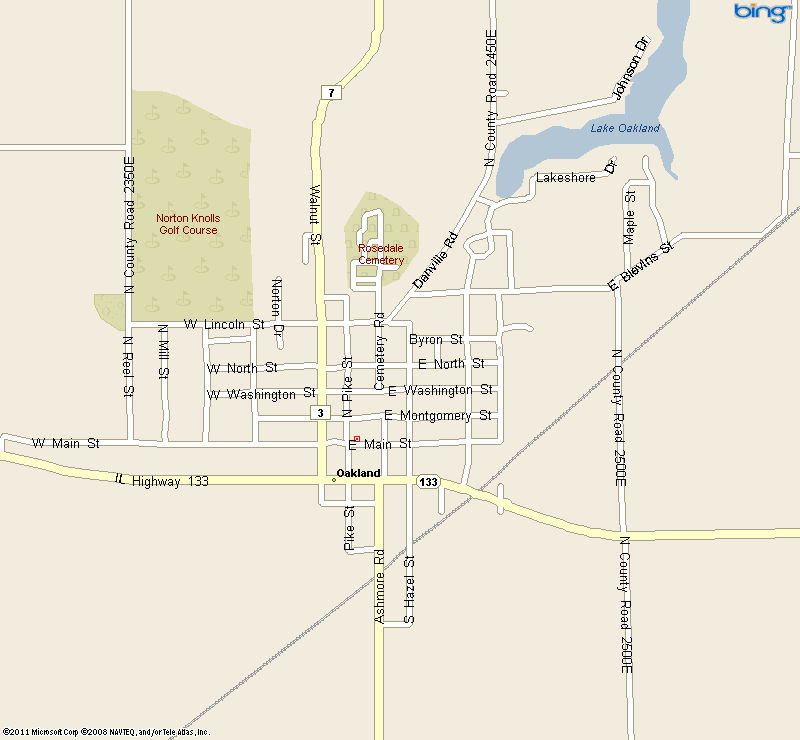 bing
7
Johnson Dr
N County Road 2450E
Lake Oakland
N County Road 2350E
Lakeshore Dr
Walnut St
Norton Knolls
Golf Course
Maple St
Rosedale
Cemetery
Danville Rd
E Blevins St
Norton Dr
W Lincoln St
N Reel St
N Mill St
Cemetery Rd
Byron St
W North St
E North St
N Pike St
W Washington St
E Washington St
N County Road 2500E
3
E Montgomery St
W Main St
E Main St
Oakland
IL Highway 133
133
Pike St
Ashmore Rd
S Hazel St
N County Road 2500E
©2011 Microsoft Corp ©2008 NAVTEQ, and/or Tele Atlas, Inc.